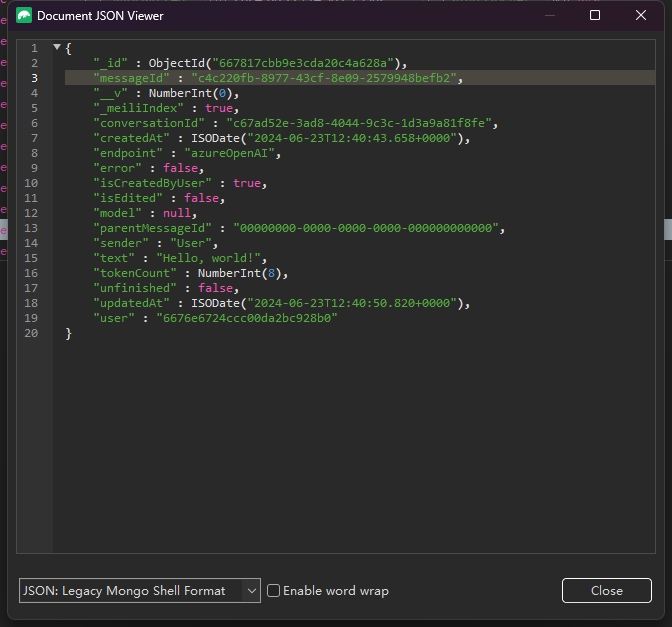 Document JSON Viewer
1 {
2 "_id" : ObjectId("667817cbb9e3cda20c4a628a"),
3 "messageId" : "c4c220fb-8977-43cf-8e09-2579948befb2",
4 "__v" : NumberInt(0),
5 "_meiliIndex" : true,
6 "conversationId" : "c67ad52e-3ad8-4044-9c3c-1d3a9a81f8fe",
7 "createdAt" : ISODate("2024-06-23T12:40:43.658+0000"),
8 "endpoint" : "azureOpenAI",
9 "error" : false,
10 "isCreatedByUser" : true,
11 "isEdited" : false,
12 "model" : null,
13 "parentMessageId" : "00000000-0000-0000-0000-000000000000",
14 "sender" : "User",
15 "text" : "Hello, world!",
16 "tokenCount" : NumberInt(8),
17 "unfinished" : false,
18 "updatedAt" : ISODate("2024-06-23T12:40:50.820+0000"),
19 "user" : "6676e6724ccc00da2bc928b0"
20 }
JSON: Legacy Mongo Shell Format
Enable word wrap
Close